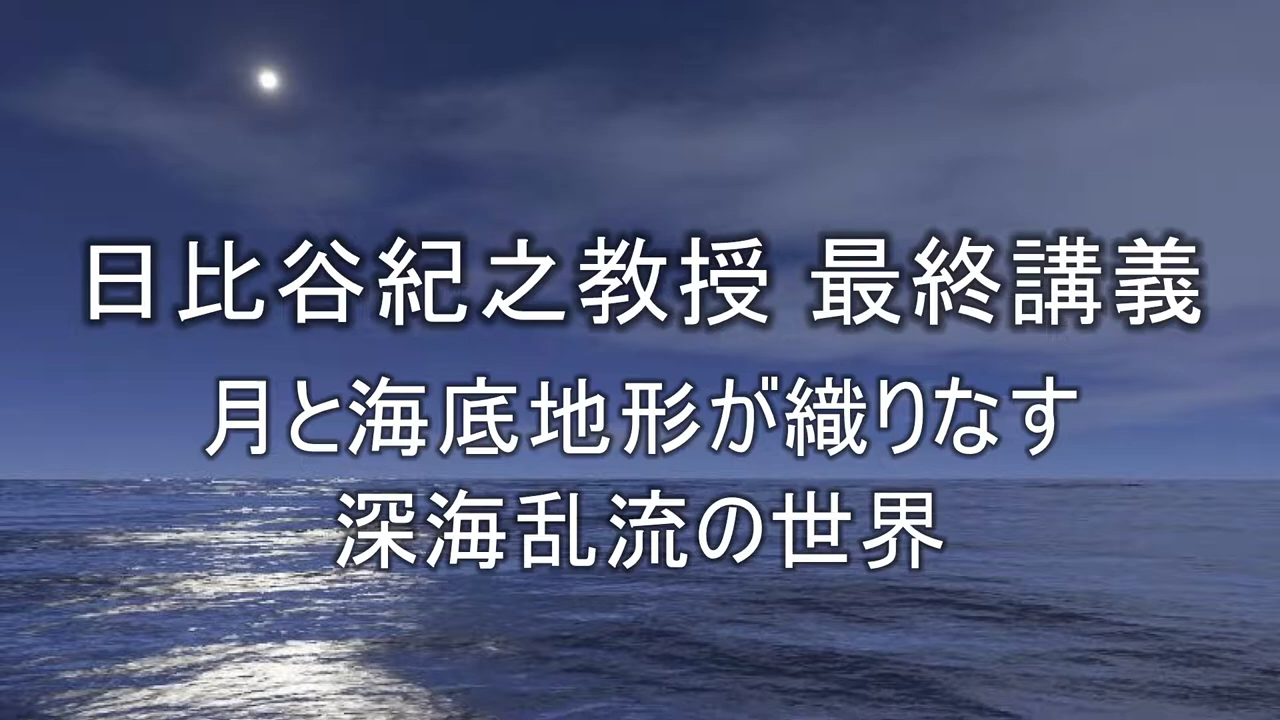 日比谷紀之教授 最終講義
月と海底地形が織りなす
深海乱流の世界